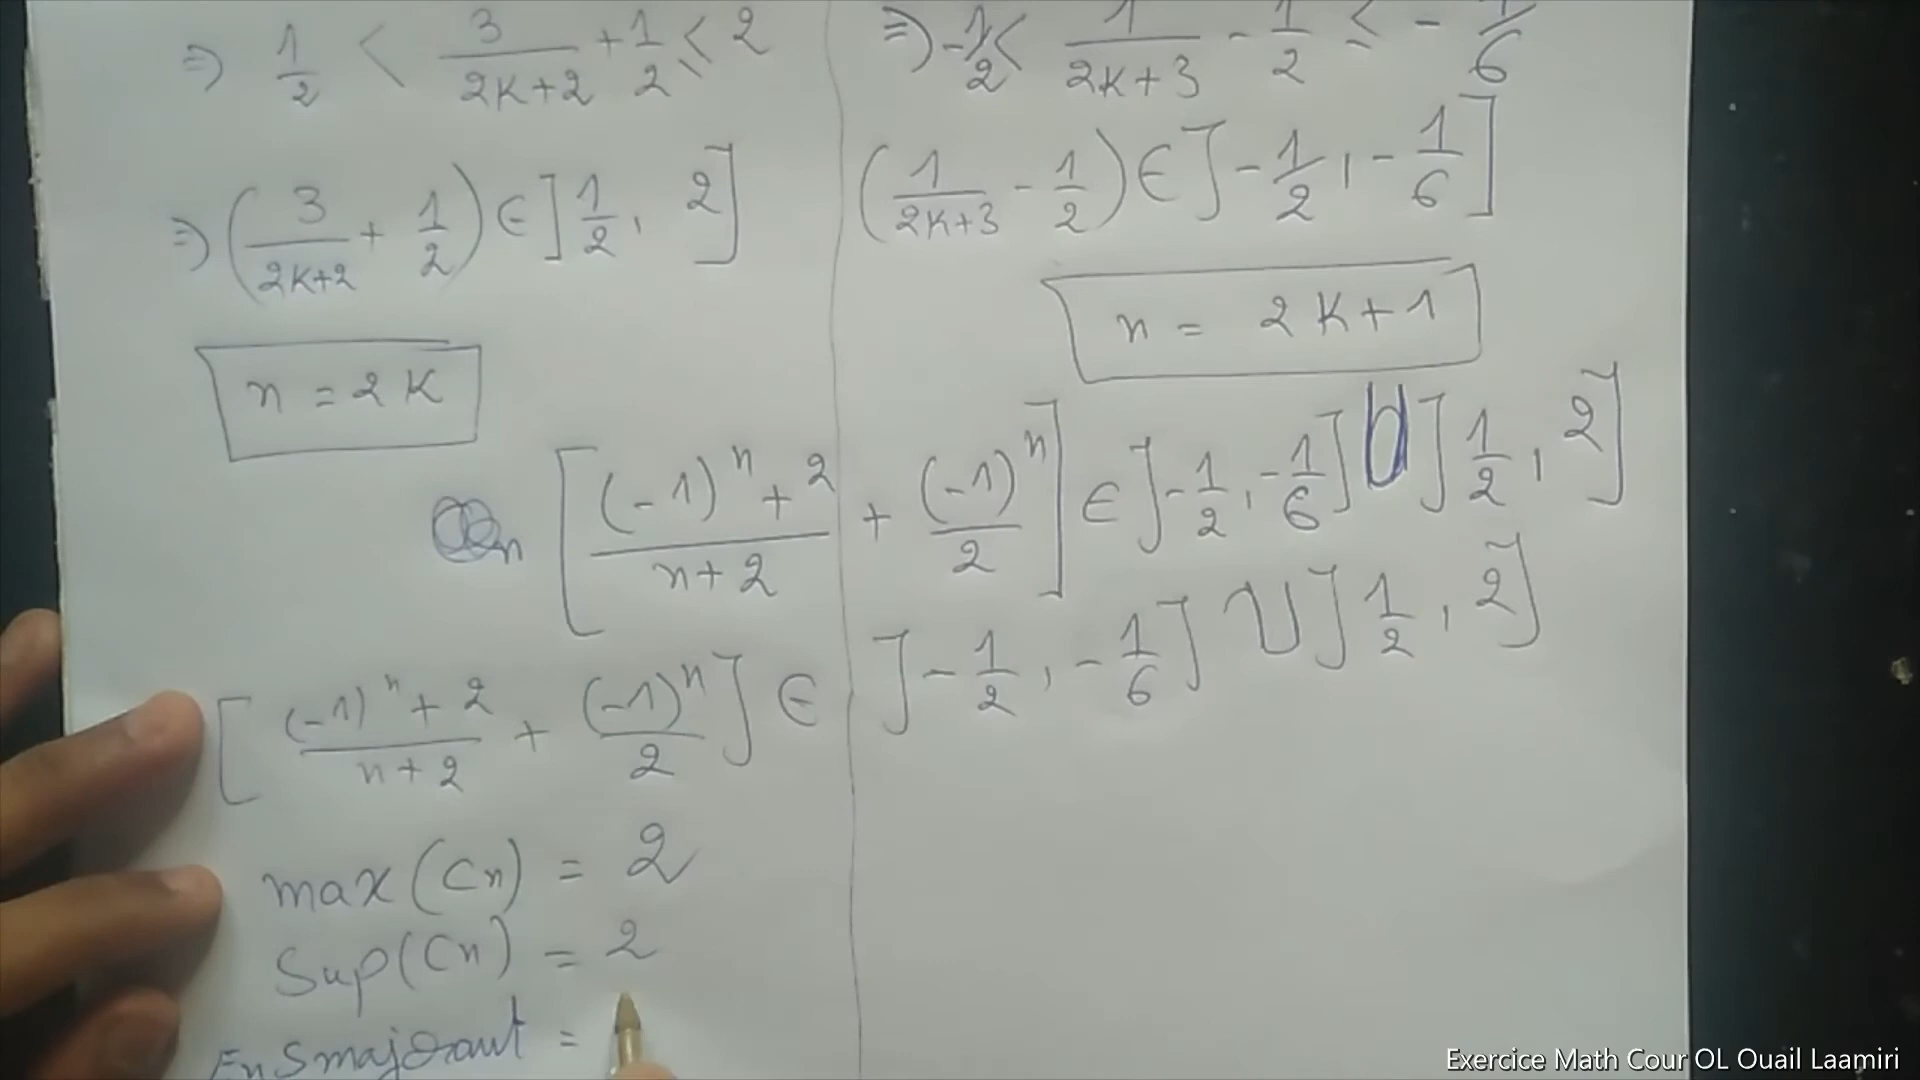 ⇒ 1/2 < 3/(2K+2) + 1/2 ≤ 2
⇒ (3/(2K+2) + 1/2) ∈ ]1/2, 2]
n = 2K
⇒ -1/2 < 1/(2K+3) - 1/2 ≤ -1/6
(1/(2K+3) - 1/2) ∈ ]-1/2, -1/6]
n = 2K+1
[((-1)^n + 2)/(n+2) + (-1)^n/2] ∈ ]-1/2, -1/6] U ]1/2, 2]
[((-1)^n + 2)/(n+2) + (-1)^n/2] ∈ ]-1/2, -1/6] U ]1/2, 2]
max(Cn) = 2
Sup(Cn) = 2
EnSmajorant =
Exercice Math Cour OL Ouail Laamiri